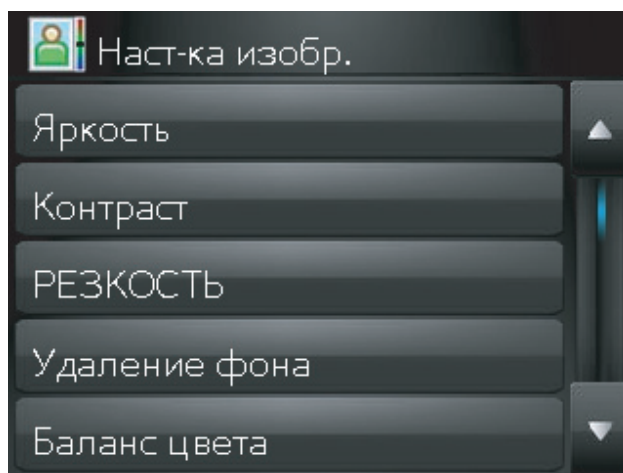 Наст-ка изобр.
Яркость
Контраст
РЕЗКОСТЬ
Удаление фона
Баланс цвета